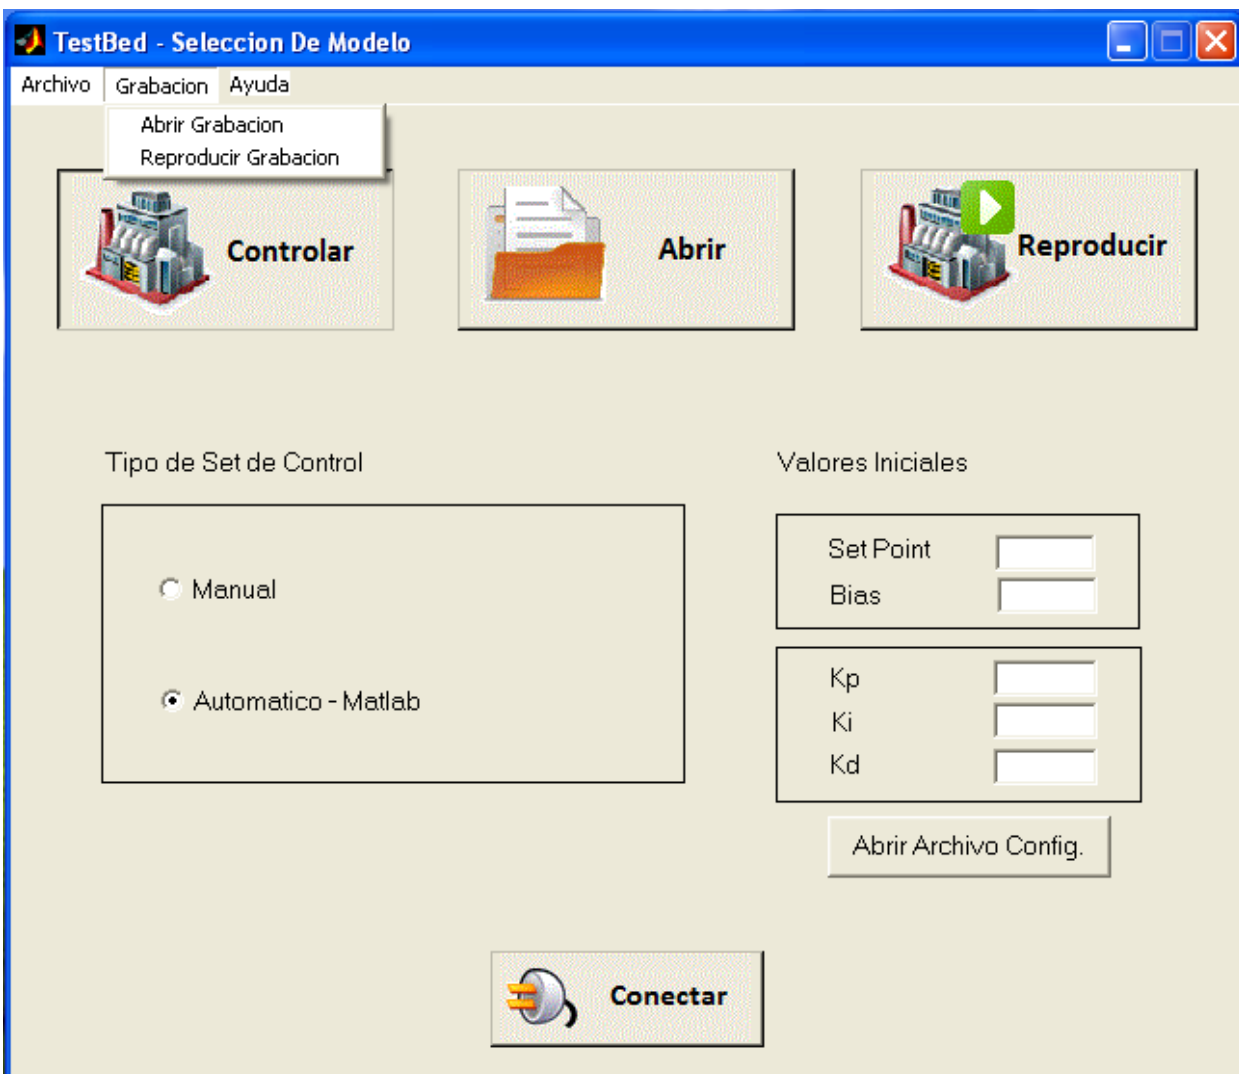 TestBed - Seleccion De Modelo
Archivo Grabacion Ayuda
Abrir Grabacion
Reproducir Grabacion
Controlar Abrir Reproducir
Tipo de Set de Control
Manual
Automatico - Matlab
Valores Iniciales
Set Point
Bias
Kp
Ki
Kd
Abrir Archivo Config.
Conectar